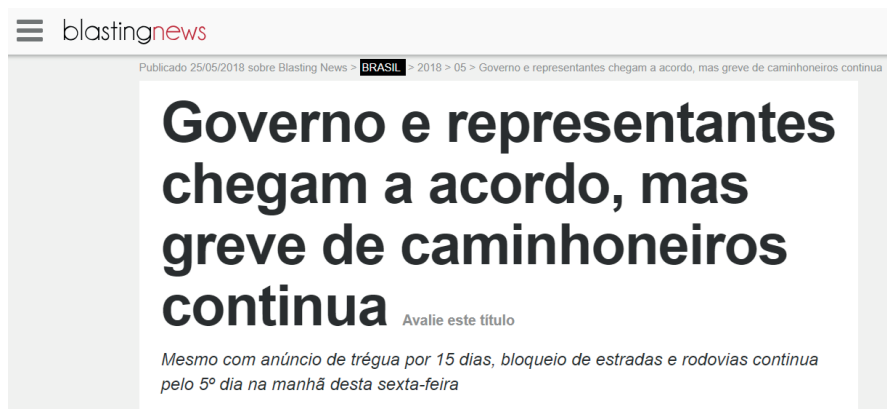 blastingnews
Publicado 25/05/2018 sobre Blasting News > BRASIL > 2018 > 05 > Governo e representantes chegam a acordo, mas greve de caminhoneiros continua
Governo e representantes
chegam a acordo, mas
greve de caminhoneiros
continua Avalie este título
Mesmo com anúncio de trégua por 15 dias, bloqueio de estradas e rodovias continua
pelo 5º dia na manhã desta sexta-feira